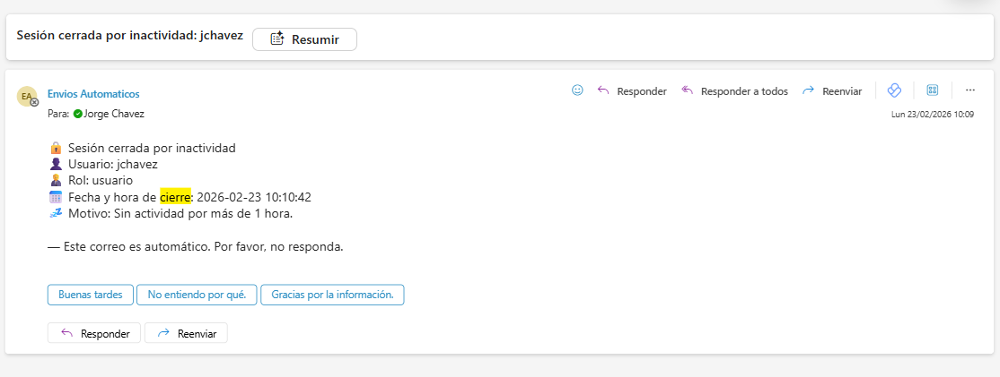 Sesión cerrada por inactividad: jchavez
Resumir
EA
Envios Automaticos
Responder
Responder a todos
Reenviar
Para: Jorge Chavez
Lun 23/02/2026 10:09
Sesión cerrada por inactividad
Usuario: jchavez
Rol: usuario
Fecha y hora de cierre: 2026-02-23 10:10:42
Motivo: Sin actividad por más de 1 hora.
— Este correo es automático. Por favor, no responda.
Buenas tardes
No entiendo por qué.
Gracias por la información.
Responder
Reenviar